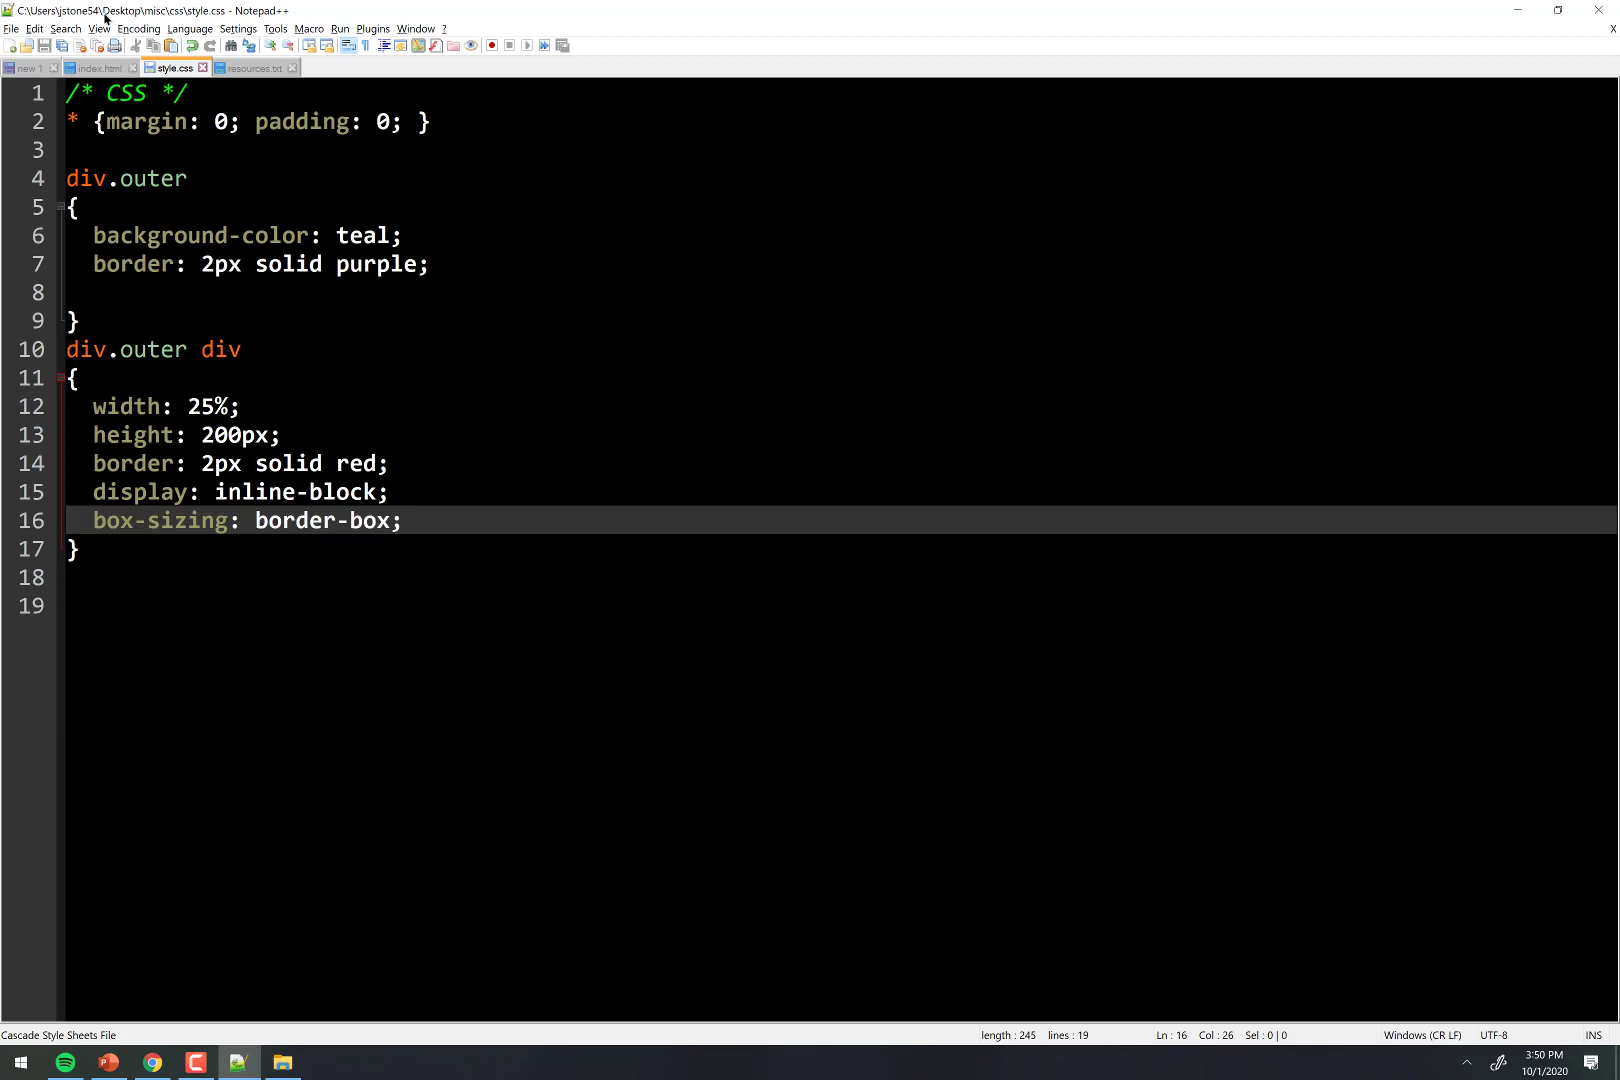 C:\Users\jstone54\Desktop\misc\css\style.css - Notepad++
File Edit Search View Encoding Language Settings Tools Macro Run Plugins Window ? X
new 1 index.html style.css resources.txt
1 /* CSS */
2 * {margin: 0; padding: 0; }
3
4 div.outer
5 {
6 background-color: teal;
7 border: 2px solid purple;
8
9 }
10 div.outer div
11 {
12 width: 25%;
13 height: 200px;
14 border: 2px solid red;
15 display: inline-block;
16 box-sizing: border-box;
17 }
18
19
Cascade Style Sheets File length : 245 lines : 19 Ln : 16 Col : 26 Sel : 0 | 0 Windows (CR LF) UTF-8 INS
3:50 PM
10/1/2020